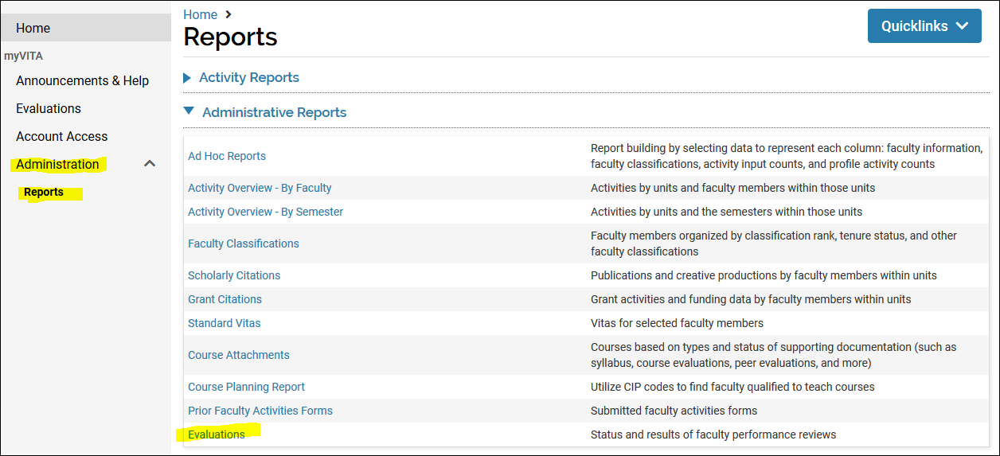 Home
myVITA
Announcements & Help
Evaluations
Account Access
Administration
Reports
Home
Reports
Quicklinks
Activity Reports
Administrative Reports
Ad Hoc Reports
Report building by selecting data to represent each column: faculty information,
faculty classifications, activity input counts, and profile activity counts
Activity Overview - By Faculty
Activities by units and faculty members within those units
Activity Overview - By Semester
Activities by units and the semesters within those units
Faculty Classifications
Faculty members organized by classification rank, tenure status, and other
faculty classifications
Scholarly Citations
Publications and creative productions by faculty members within units
Grant Citations
Grant activities and funding data by faculty members within units
Standard Vitas
Vitas for selected faculty members
Course Attachments
Courses based on types and status of supporting documentation (such as
syllabus, course evaluations, peer evaluations, and more)
Course Planning Report
Utilize CIP codes to find faculty qualified to teach courses
Prior Faculty Activities Forms
Submitted faculty activities forms
Evaluations
Status and results of faculty performance reviews